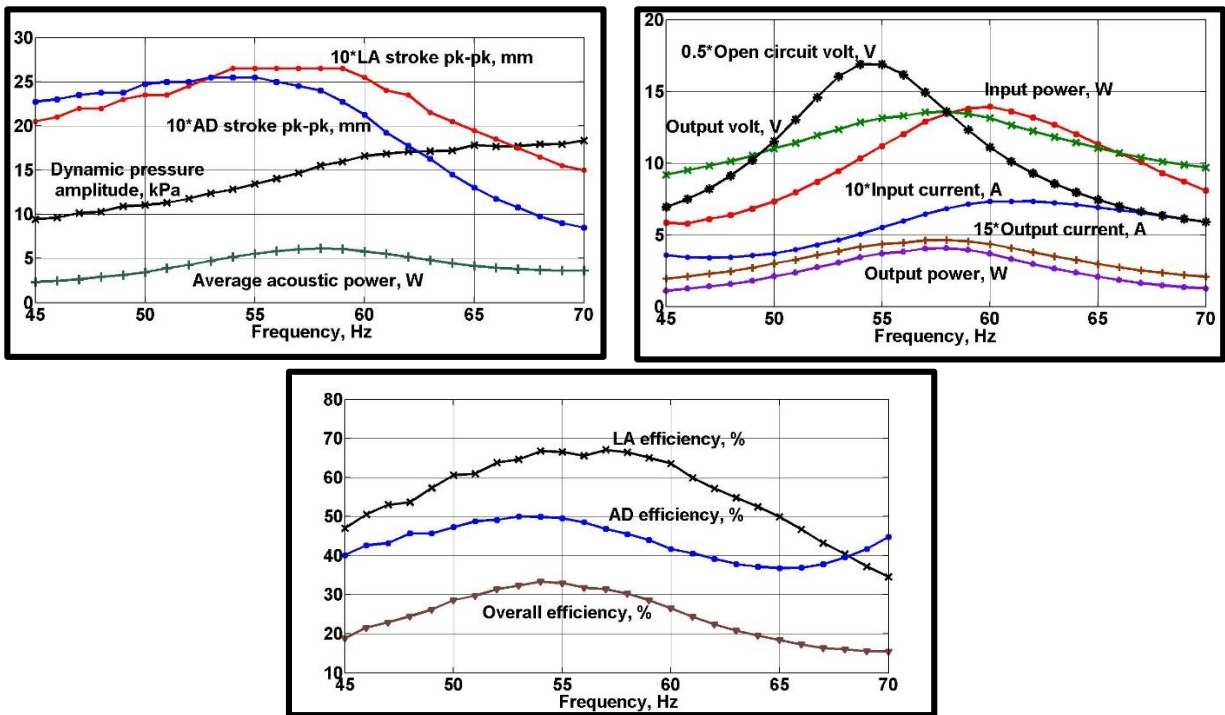 30
25
20
15
10
5
0
10*LA stroke pk-pk, mm
10*AD stroke pk-pk, mm
Dynamic pressure
amplitude, kPa
Average acoustic power, W
45 50 55 60 65 70
Frequency, Hz
20
15
10
5
0
0.5*Open circuit volt, V
Input power, W
Output volt, V
10*Input current, A
15*Output current, A
Output power, W
45 50 55 60 65 70
Frequency, Hz
80
70
60
50
40
30
20
10
LA efficiency, %
AD efficiency, %
Overall efficiency, %
45 50 55 60 65 70
Frequency, Hz